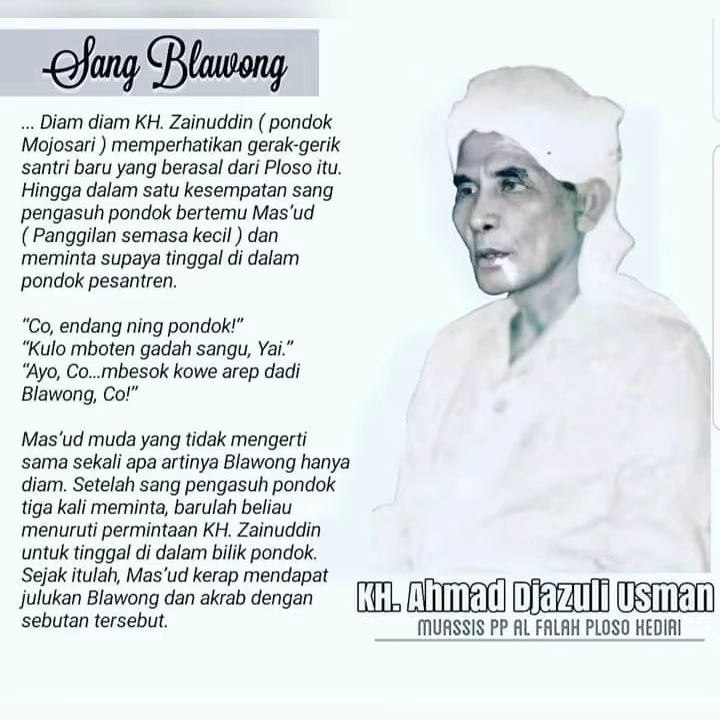 Sang Blawong
... Diam diam KH. Zainuddin ( pondok
Mojosari ) memperhatikan gerak-gerik
santri baru yang berasal dari Ploso itu.
Hingga dalam satu kesempatan sang
pengasuh pondok bertemu Mas'ud
( Panggilan semasa kecil ) dan
meminta supaya tinggal di dalam
pondok pesantren.
"Co, endang ning pondok!"
"Kulo mboten gadah sangu, Yai."
"Ayo, Co...mbesok kowe arep dadi
Blawong, Co!"
Mas'ud muda yang tidak mengerti
sama sekali apa artinya Blawong hanya
diam. Setelah sang pengasuh pondok
tiga kali meminta, barulah beliau
menuruti permintaan KH. Zainuddin
untuk tinggal di dalam bilik pondok.
Sejak itulah, Mas'ud kerap mendapat
julukan Blawong dan akrab dengan
sebutan tersebut.
KH. Ahmad Djazuli Usman
MUASSIS PP AL FALAH PLOSO KEDIRI